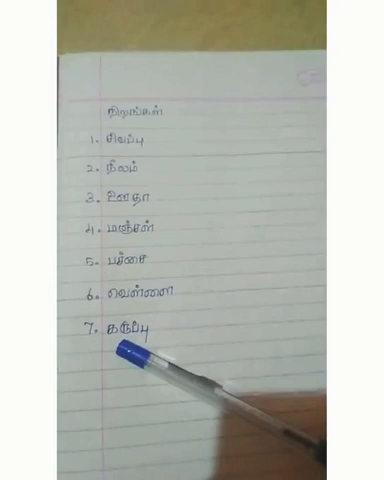 நிறங்கள்
1. சிவப்பு
2. நீலம்
3. ஊதா
4. மஞ்சள்
5. பச்சை
6. வெள்ளை
7. கருப்பு